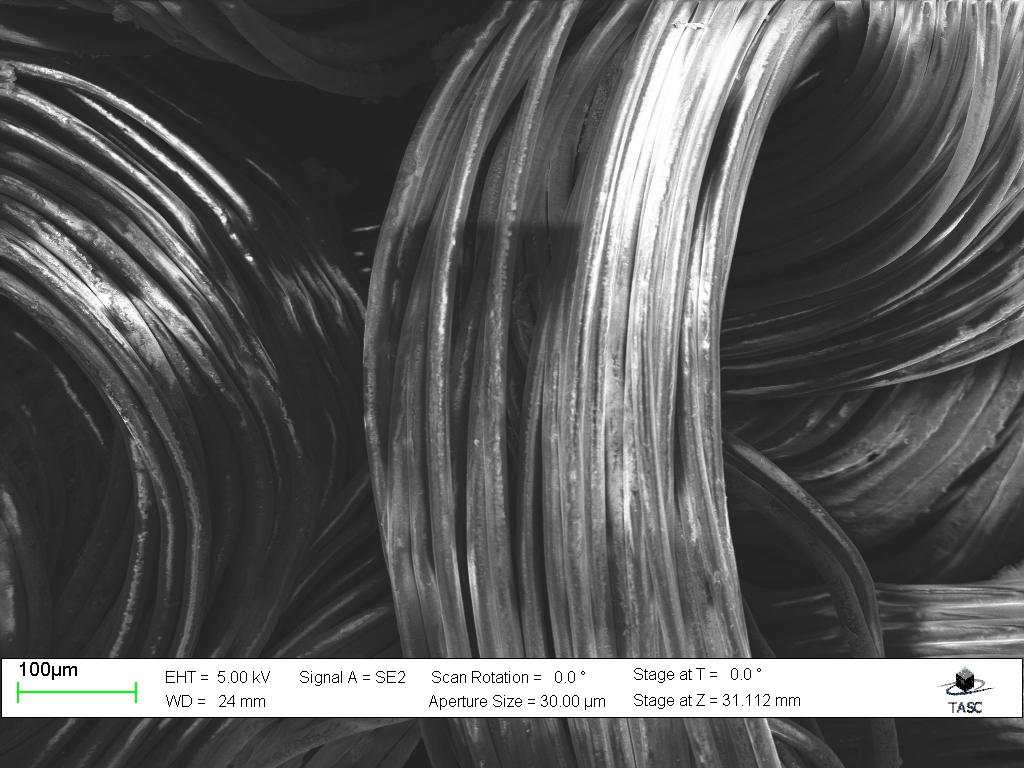 100µm
EHT = 5.00 kV Signal A = SE2 Scan Rotation = 0.0 ° Stage at T = 0.0 °
WD = 24 mm Aperture Size = 30.00 µm Stage at Z = 31.112 mm
TASC